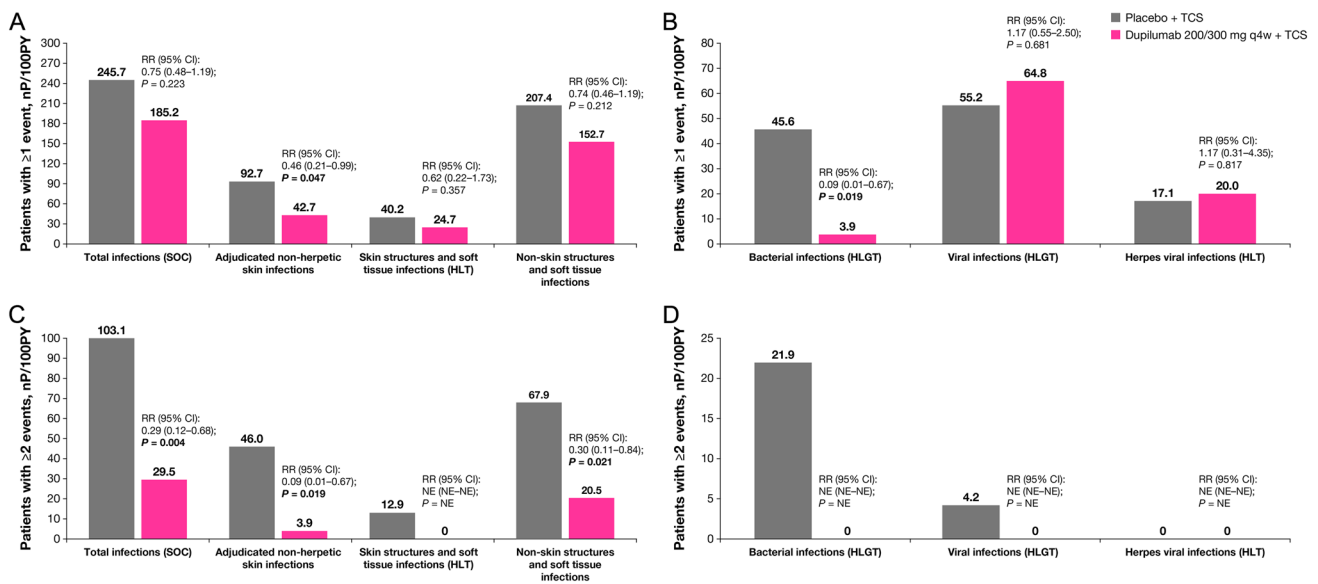 A
Patients with ≥1 event, nP/100PY
300
270
240
210
180
150
120
90
60
30
0
245.7
185.2
RR (95% CI):
0.75 (0.48–1.19);
P = 0.223
92.7
42.7
RR (95% CI):
0.46 (0.21–0.99);
P = 0.047
40.2
24.7
RR (95% CI):
0.62 (0.22–1.73);
P = 0.357
207.4
152.7
RR (95% CI):
0.74 (0.46–1.19);
P = 0.212
Total infections (SOC)
Adjudicated non-herpetic
skin infections
Skin structures and soft
tissue infections (HLT)
Non-skin structures
and soft tissue
infections
B
Placebo + TCS
Dupilumab 200/300 mg q4w + TCS
Patients with ≥1 event, nP/100PY
80
70
60
50
40
30
20
10
0
45.6
3.9
RR (95% CI):
0.09 (0.01–0.67);
P = 0.019
55.2
64.8
RR (95% CI):
1.17 (0.55–2.50);
P = 0.681
17.1
20.0
RR (95% CI):
1.17 (0.31–4.35);
P = 0.817
Bacterial infections (HLGT)
Viral infections (HLGT)
Herpes viral infections (HLT)
C
Patients with ≥2 events, nP/100PY
100
90
80
70
60
50
40
30
20
10
0
103.1
29.5
RR (95% CI):
0.29 (0.12–0.68);
P = 0.004
46.0
3.9
RR (95% CI):
0.09 (0.01–0.67);
P = 0.019
12.9
0
RR (95% CI):
NE (NE–NE);
P = NE
67.9
20.5
RR (95% CI):
0.30 (0.11–0.84);
P = 0.021
Total infections (SOC)
Adjudicated non-herpetic
skin infections
Skin structures and soft
tissue infections (HLT)
Non-skin structures
and soft tissue
infections
D
Patients with ≥2 events, nP/100PY
25
20
15
10
5
0
21.9
0
RR (95% CI):
NE (NE–NE);
P = NE
4.2
0
RR (95% CI):
NE (NE–NE);
P = NE
0
0
RR (95% CI):
NE (NE–NE);
P = NE
Bacterial infections (HLGT)
Viral infections (HLGT)
Herpes viral infections (HLT)